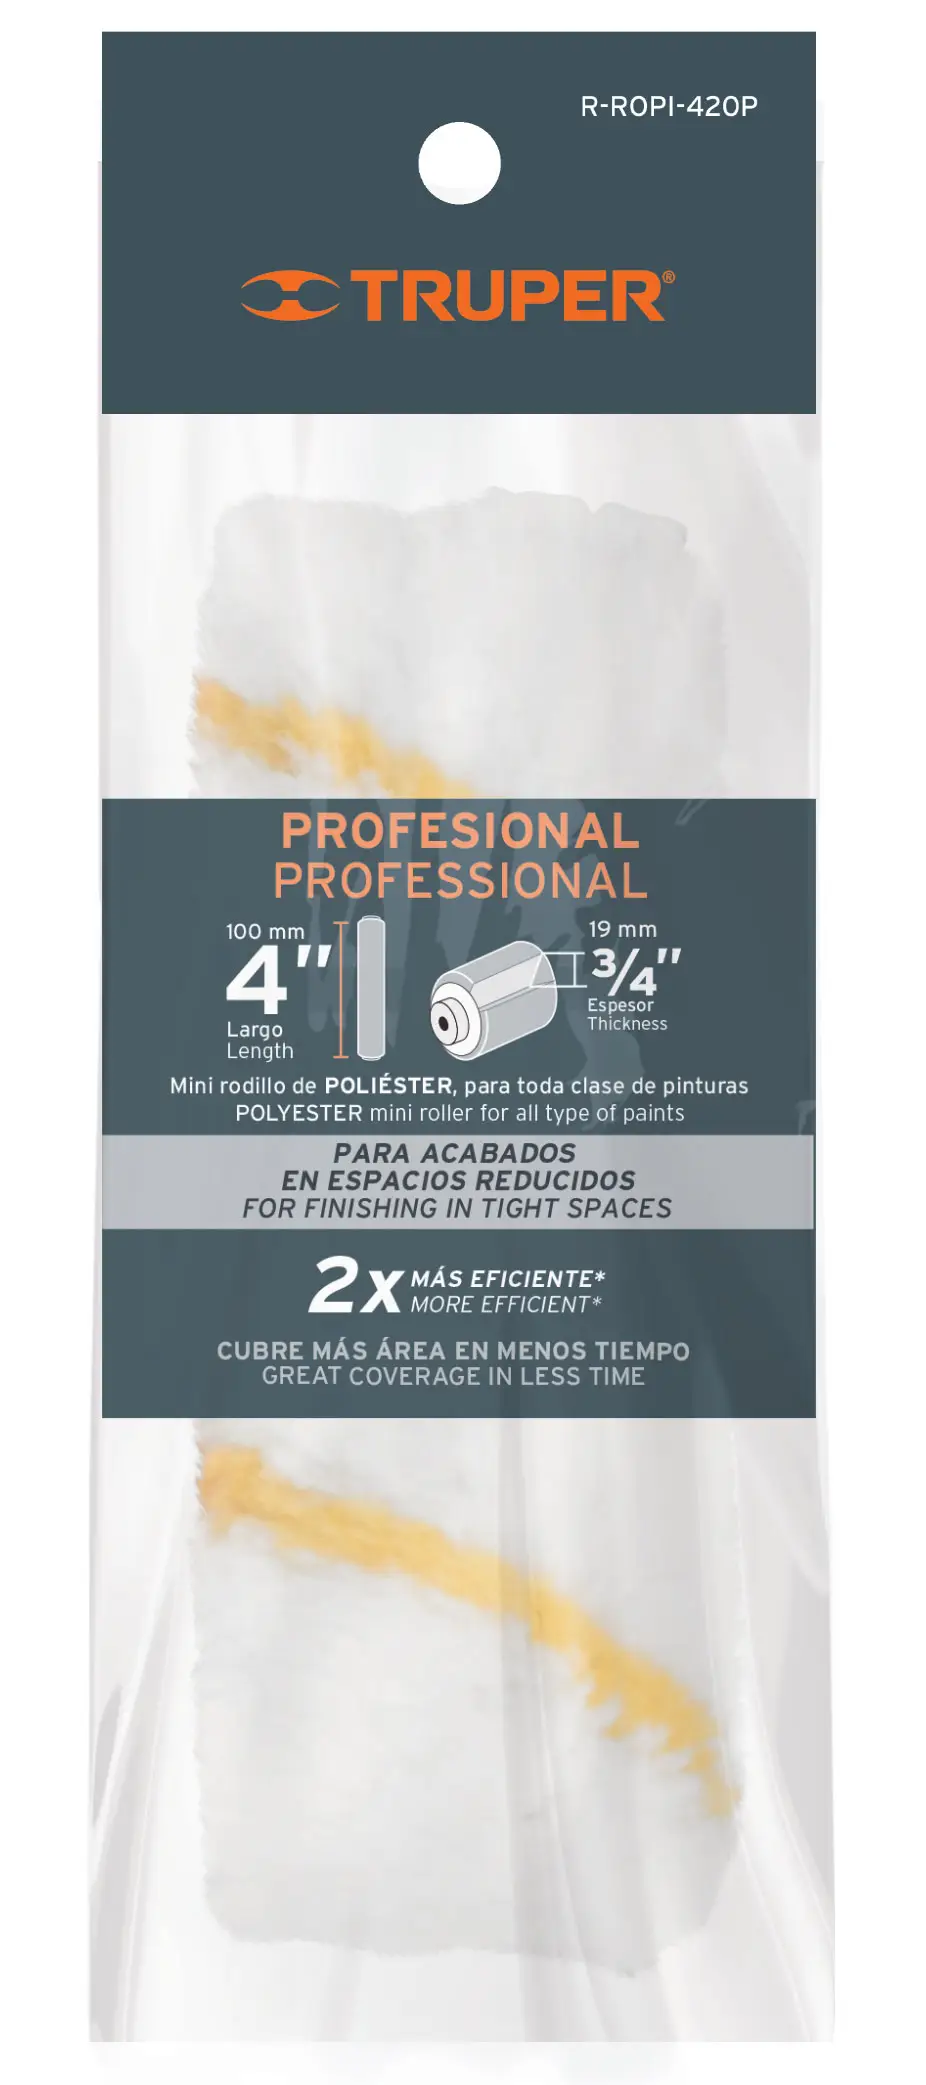 R-ROPI-420P
TRUPER®
PROFESIONAL
PROFESSIONAL
100 mm
4"
Largo
Length
19 mm
3/4"
Espesor
Thickness
Mini rodillo de POLIÉSTER, para toda clase de pinturas
POLYESTER mini roller for all type of paints
PARA ACABADOS
EN ESPACIOS REDUCIDOS
FOR FINISHING IN TIGHT SPACES
2x MÁS EFICIENTE*
MORE EFFICIENT*
CUBRE MÁS ÁREA EN MENOS TIEMPO
GREAT COVERAGE IN LESS TIME